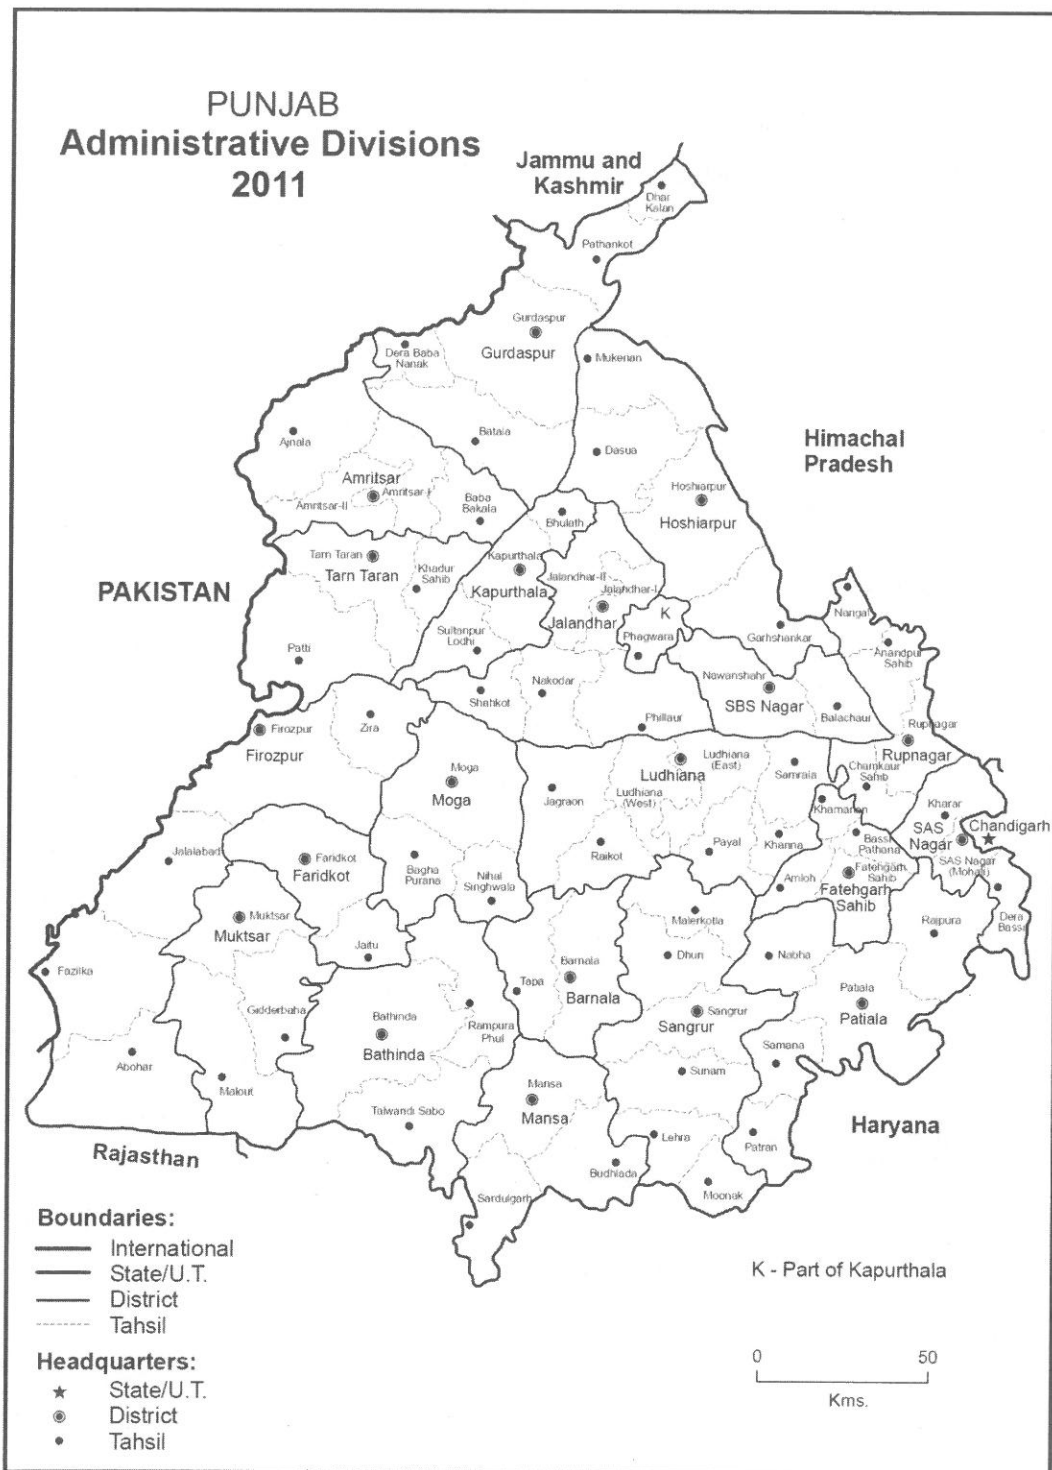 PUNJAB
Administrative Divisions
2011
Jammu and
Kashmir
Dhar
Kalan
Pathankot
Gurdaspur
Gurdaspur
Dera Baba
Nanak
Mukerian
Ajnala
Batala
Dasua
Himachal
Pradesh
Amritsar
Amritsar-I
Amritsar-II
Baba
Bakala
Hoshiarpur
Hoshiarpur
Bhulath
Tarn Taran
Tarn Taran
Khadur
Sahib
Kapurthala
Kapurthala
Jalandhar-II
Jalandhar-I
Jalandhar
K
PAKISTAN
Nangal
Sultanpur
Lodhi
Phagwara
Garhshankar
Anandpur
Sahib
Patti
Shahkot
Nakodar
Nawanshahr
SBS Nagar
Balachaur
Phillaur
Firozpur
Firozpur
Zira
Rupnagar
Rupnagar
Moga
Moga
Ludhiana
Ludhiana
(East)
Ludhiana
(West)
Samrala
Chamkaur
Sahib
Jagraon
Khamanon
Kharar
SAS
Nagar
Chandigarh
SAS Nagar
(Mohali)
Jalalabad
Faridkot
Faridkot
Bagha
Purana
Nihal
Singhwala
Raikot
Payal
Khanna
Bassi
Pathana
Amloh
Fatehgarh
Sahib
Fatehgarh
Sahib
Muktsar
Muktsar
Jaitu
Malerkotla
Rajpura
Dera
Bassi
Fazilka
Dhuri
Nabha
Tapa
Barnala
Barnala
Gidderbaha
Bathinda
Bathinda
Rampura
Phul
Sangrur
Sangrur
Patiala
Patiala
Abohar
Malout
Samana
Sunam
Mansa
Mansa
Talwandi Sabo
Rajasthan
Lehra
Patran
Haryana
Budhlada
Moonak
Sardulgarh
Boundaries:
International
State/U.T.
District
Tahsil
K - Part of Kapurthala
Headquarters:
State/U.T.
District
Tahsil
0 50
Kms.